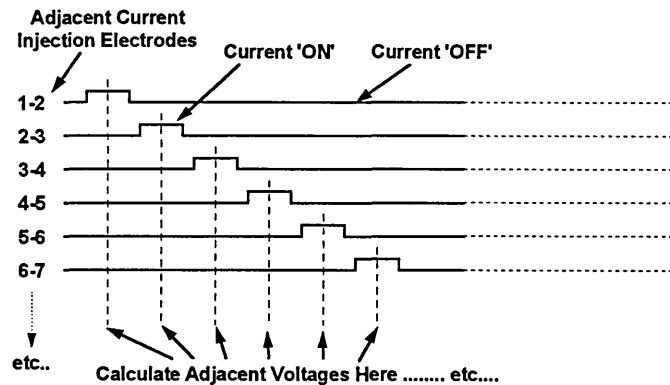 Adjacent Current
Injection Electrodes
Current 'ON'
Current 'OFF'
1-2
2-3
3-4
4-5
5-6
6-7
etc..
Calculate Adjacent Voltages Here ........ etc....